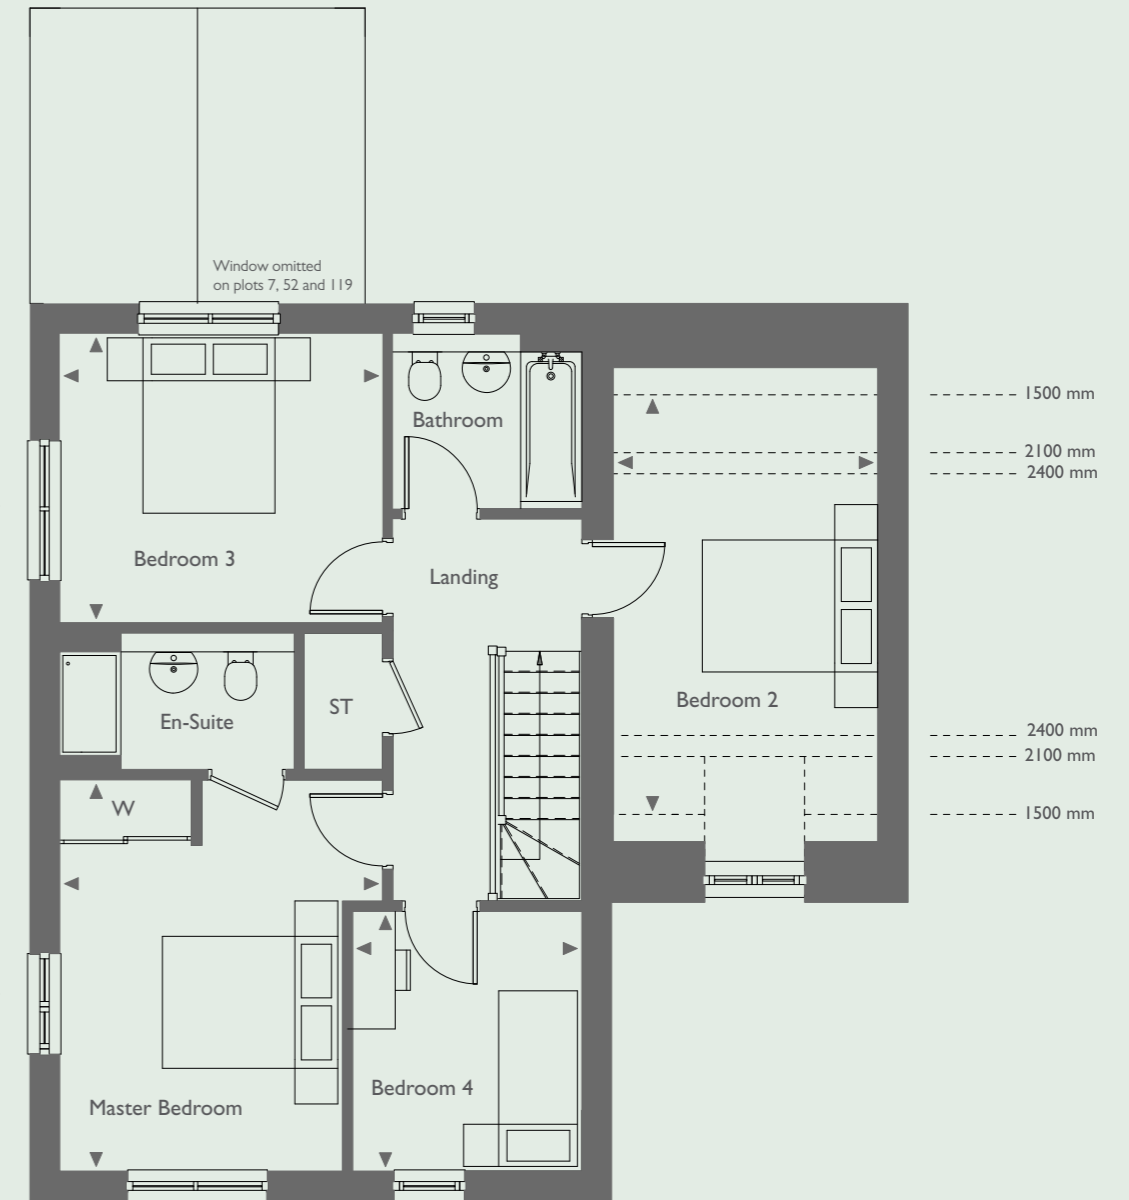 Window omitted
on plots 7, 52 and 119
1500 mm
2100 mm
2400 mm
Bathroom
Bedroom 3
Landing
Bedroom 2
ST
En-Suite
2400 mm
2100 mm
W
1500 mm
Bedroom 4
Master Bedroom